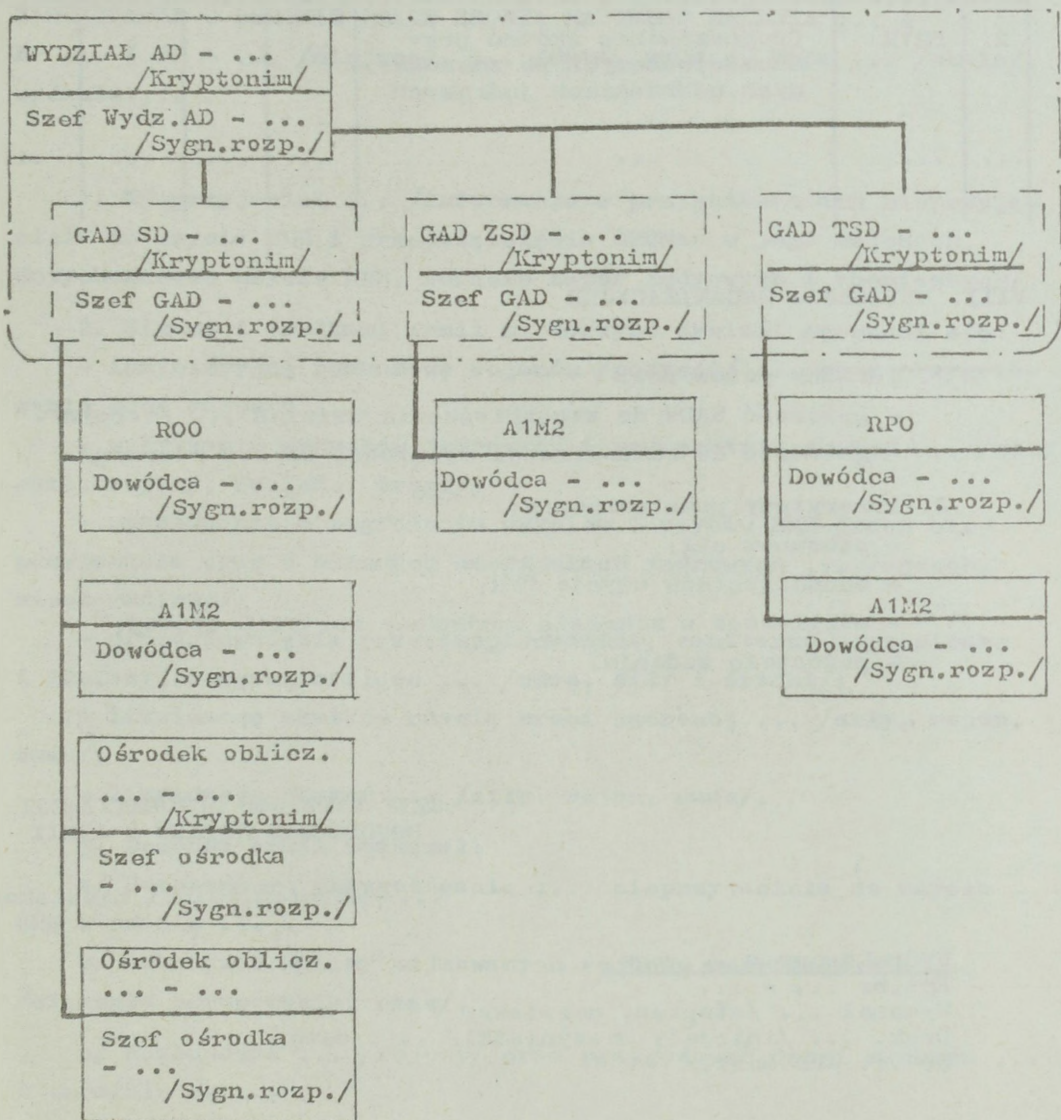 WYDZIAŁ AD - ...
/Kryptonim/
Szef Wydz.AD - ...
/Sygn.rozp./
GAD SD - ...
/Kryptonim/
Szef GAD - ...
/Sygn.rozp./
GAD ZSD - ...
/Kryptonim/
Szef GAD - ...
/Sygn.rozp./
GAD TSD - ...
/Kryptonim/
Szef GAD - ...
/Sygn.rozp./
ROO
Dowódca - ...
/Sygn.rozp./
A1M2
Dowódca - ...
/Sygn.rozp./
RPO
Dowódca - ...
/Sygn.rozp./
A1M2
Dowódca - ...
/Sygn.rozp./
A1M2
Dowódca - ...
/Sygn.rozp./
Ośrodek oblicz.
... - ...
/Kryptonim/
Szef ośrodka
- ...
/Sygn.rozp./
Ośrodek oblicz.
... - ...
Szef ośrodka
- ...
/Sygn.rozp./